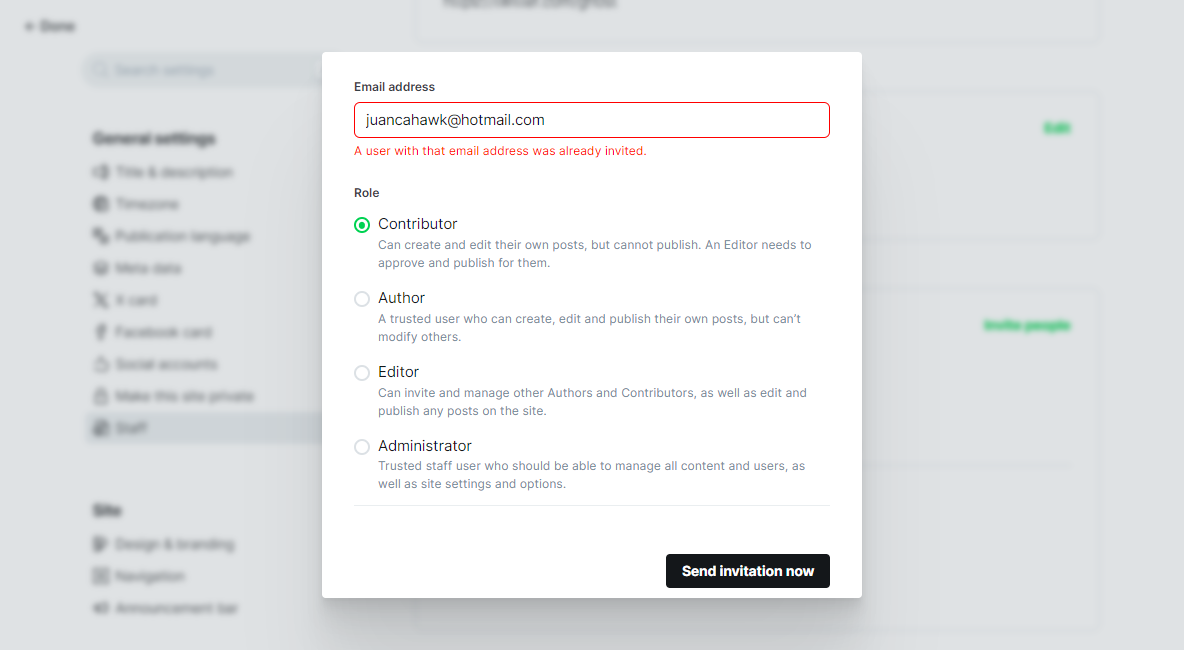 https://demar.com/ghost
Done
Search settings
General settings
Title & description
Timezone
Publication language
Meta data
X card
Facebook card
Social accounts
Make this site private
Staff
Site
Design & branding
Navigation
Announcement bar
Edit
Invite people
Email address
juancahawk@hotmail.com
A user with that email address was already invited.
Role
Contributor
Can create and edit their own posts, but cannot publish. An Editor needs to
approve and publish for them.
Author
A trusted user who can create, edit and publish their own posts, but can't
modify others.
Editor
Can invite and manage other Authors and Contributors, as well as edit and
publish any posts on the site.
Administrator
Trusted staff user who should be able to manage all content and users, as
well as site settings and options.
Send invitation now